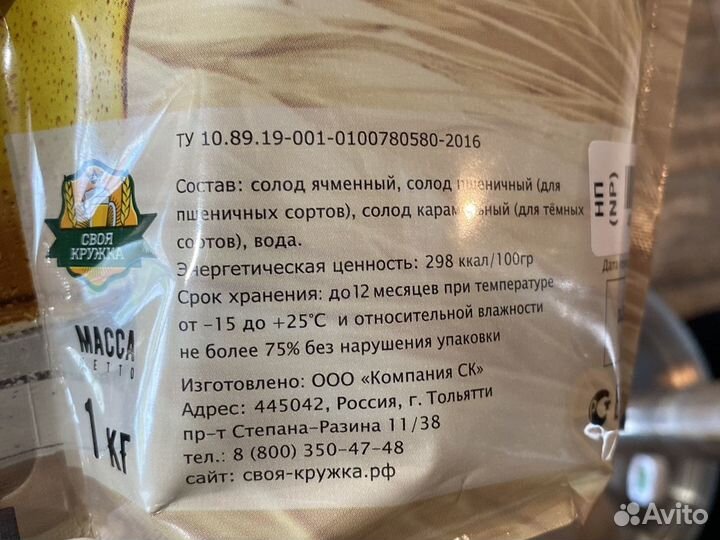 ТУ 10.89.19-001-0100780580-2016
Состав: солод ячменный, солод пшеничный (для
пшеничных сортов), солод карамельный (для тёмных
сортов), вода.
Энергетическая ценность: 298 ккал/100гр
Срок хранения: до12 месяцев при температуре
от –15 до +25°С и относительной влажности
не более 75% без нарушения упаковки
Изготовлено: ООО «Компания СК»
Адрес: 445042, Россия, г. Тольятти
пр-т Степана-Разина 11/38
тел.: 8 (800) 350-47-48
сайт: своя-кружка.рф
СВОЯ
КРУЖКА
МАССА
НЕТТО
1 КГ
НП
(NP)
Дата
Avito